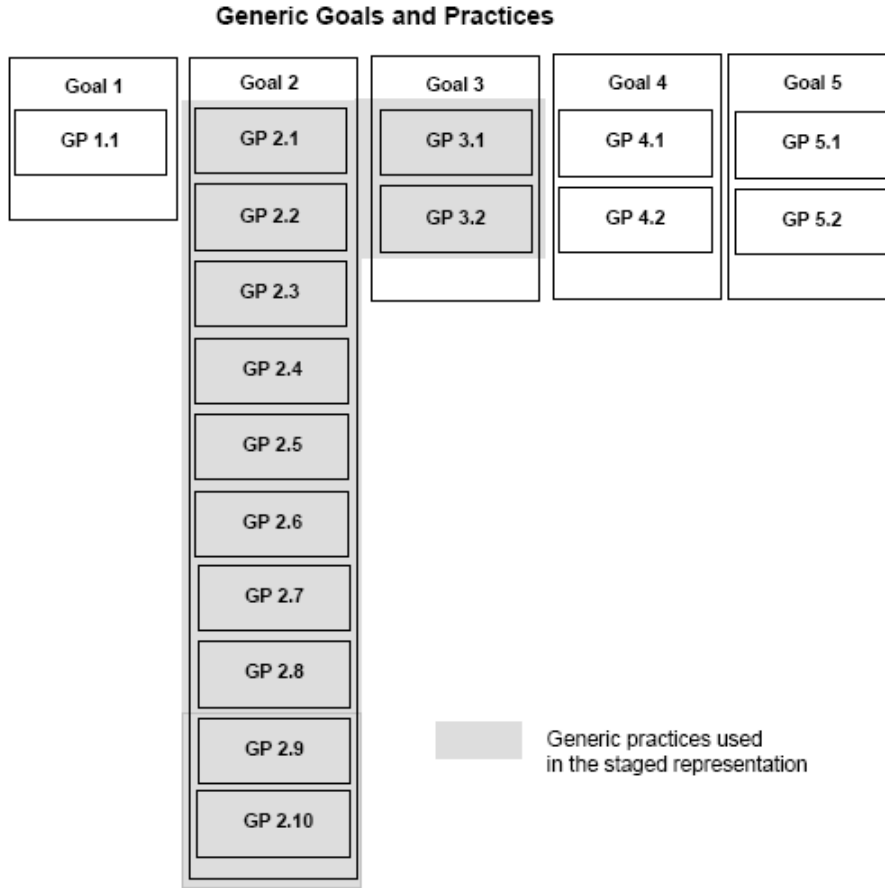 Generic Goals and Practices
Goal 1
GP 1.1
Goal 2
GP 2.1
GP 2.2
GP 2.3
GP 2.4
GP 2.5
GP 2.6
GP 2.7
GP 2.8
GP 2.9
GP 2.10
Goal 3
GP 3.1
GP 3.2
Goal 4
GP 4.1
GP 4.2
Goal 5
GP 5.1
GP 5.2
Generic practices used
in the staged representation